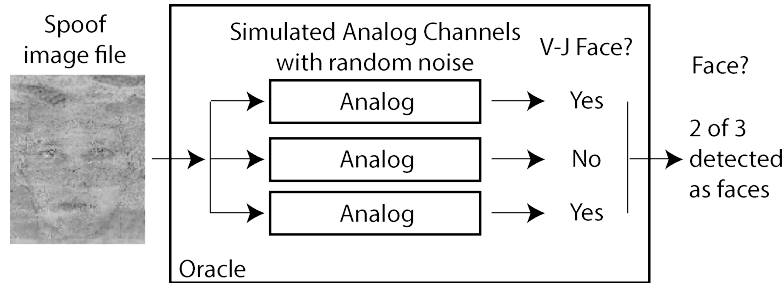 Spoof
image file
Simulated Analog Channels
with random noise
V-J Face?
Analog
Yes
Analog
No
Analog
Yes
Oracle
Face?
2 of 3
detected
as faces